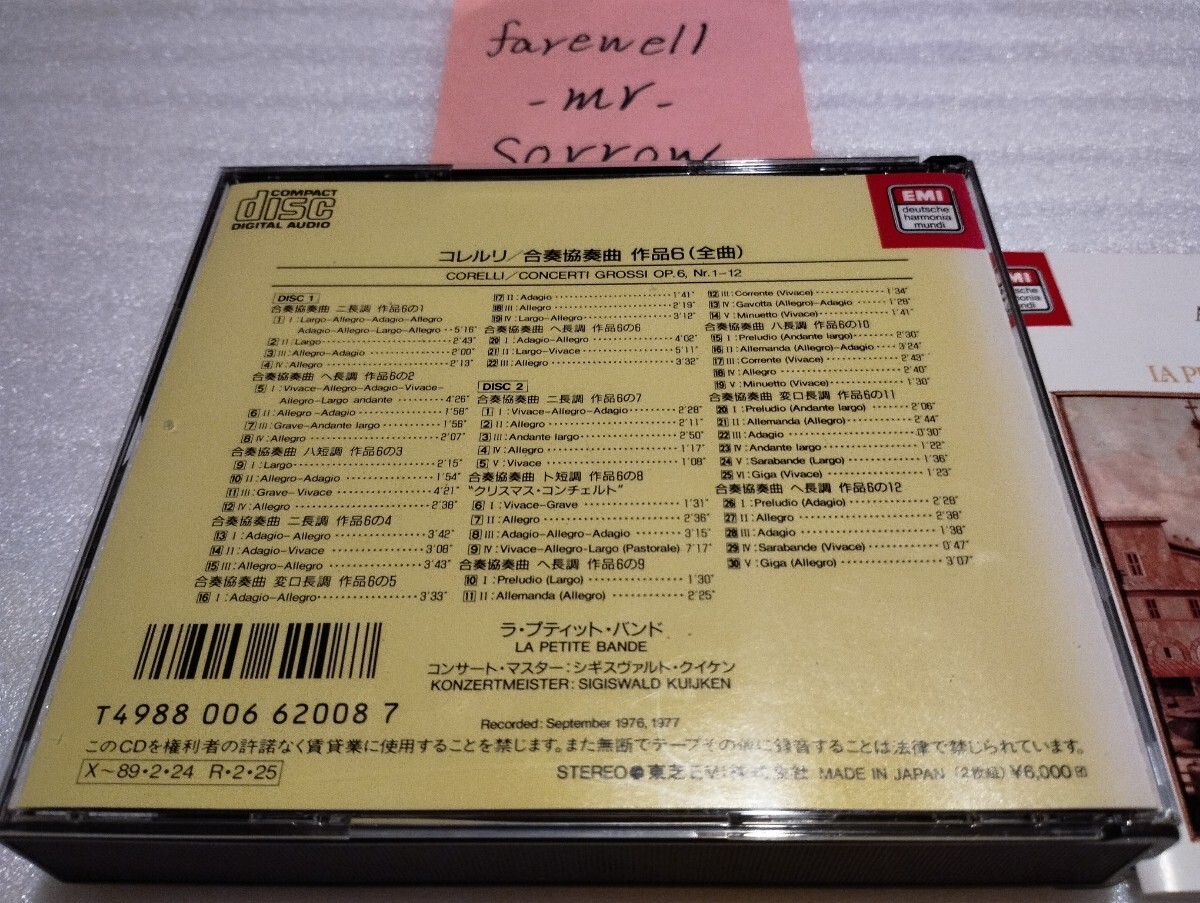 farewell
-mr-
Sorrow
COMPACT
disc
DIGITAL AUDIO
EMI
deutsche
harmonia
mundi
コレルリ/合奏協奏曲 作品6(全曲)
CORELLI/CONCERTI GROSSI OP.6, Nr.1-12
DISC 1
合奏協奏曲 ニ長調 作品6の1
1 I:Largo-Allegro-Adagio-Allegro
Adagio-Allegro-Largo-Allegro 5'16"
2 II:Largo 2'43"
3 III:Allegro-Adagio 2'00"
4 IV:Allegro 2'13"
合奏協奏曲 ヘ長調 作品6の2
5 I:Vivace-Allegro-Adagio-Vivace-
Allegro-Largo andante 4'26"
6 II:Allegro-Adagio 1'58"
7 III:Grave-Andante largo 1'56"
8 IV:Allegro 2'07"
合奏協奏曲 ハ短調 作品6の3
9 I:Largo 2'15"
10 II:Allegro-Adagio 1'54"
11 III:Grave-Vivace 4'21"
12 IV:Allegro 2'38"
合奏協奏曲 ニ長調 作品6の4
13 I:Adagio-Allegro 3'42"
14 II:Adagio-Vivace 3'08"
15 III:Allegro-Allegro 3'43"
合奏協奏曲 変ロ長調 作品6の5
16 I:Adagio-Allegro 3'33"
17 II:Adagio 1'41"
18 III:Allegro 2'19"
19 IV:Largo-Allegro 3'12"
合奏協奏曲 ヘ長調 作品6の6
20 I:Adagio-Allegro 4'02"
21 II:Largo-Vivace 5'11"
22 III:Allegro 3'32"
DISC 2
合奏協奏曲 ニ長調 作品6の7
1 I:Vivace-Allegro-Adagio 2'28"
2 II:Allegro 2'11"
3 III:Andante largo 2'50"
4 IV:Allegro 1'17"
5 V:Vivace 1'08"
合奏協奏曲 ト短調 作品6の8
"クリスマス・コンチェルト"
6 I:Vivace-Grave 1'31"
7 II:Allegro 2'36"
8 III:Adagio-Allegro-Adagio 3'15"
9 IV:Vivace-Allegro-Largo (Pastorale) 7'17"
合奏協奏曲 ヘ長調 作品6の9
10 I:Preludio (Largo) 1'30"
11 II:Allemanda (Allegro) 2'25"
12 III:Corrente (Vivace) 1'34"
13 IV:Gavotta (Allegro)-Adagio 1'28"
14 V:Minuetto (Vivace) 1'41"
合奏協奏曲 ハ長調 作品6の10
15 I:Preludio (Andante largo) 2'30"
16 II:Allemanda (Allegro)-Adagio 3'24"
17 III:Corrente (Vivace) 2'43"
18 IV:Allegro 2'40"
19 V:Minuetto (Vivace) 1'30"
合奏協奏曲 変ロ長調 作品6の11
20 I:Preludio (Andante largo) 2'06"
21 II:Allemanda (Allegro) 2'44"
22 III:Adagio 0'30"
23 IV:Andante largo 1'22"
24 V:Sarabande (Largo) 1'36"
25 VI:Giga (Vivace) 1'23"
合奏協奏曲 ヘ長調 作品6の12
26 I:Preludio (Adagio) 2'28"
27 II:Allegro 2'38"
28 III:Adagio 1'38"
29 IV:Sarabande (Vivace) 0'47"
30 V:Giga (Allegro) 3'07"
ラ・プティット・バンド
LA PETITE BANDE
コンサート・マスター:シギスヴァルト・クイケン
KONZERTMEISTER: SIGISWALD KUIJKEN
T4988 006 62008 7
Recorded: September 1976, 1977
このCDを権利者の許諾なく賃貸業に使用することを禁じます。また無断でテープその他に録音することは法律で禁じられています。
X〜89・2・24 R・2・25
STEREO 東芝EMI株式会社 MADE IN JAPAN (2枚組)¥6,000
EMI
deutsche
harmonia
mundi